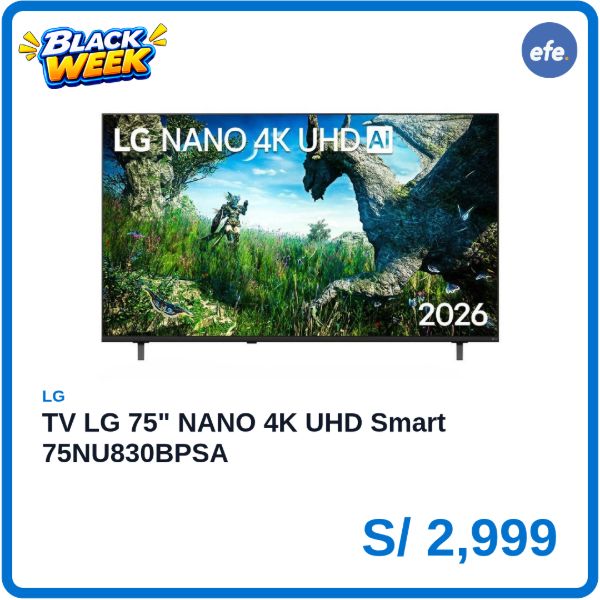 BLACK
WEEK
efe.
LG NANO 4K UHD AI
2026
LG
TV LG 75" NANO 4K UHD Smart
75NU830BPSA
S/ 2,999